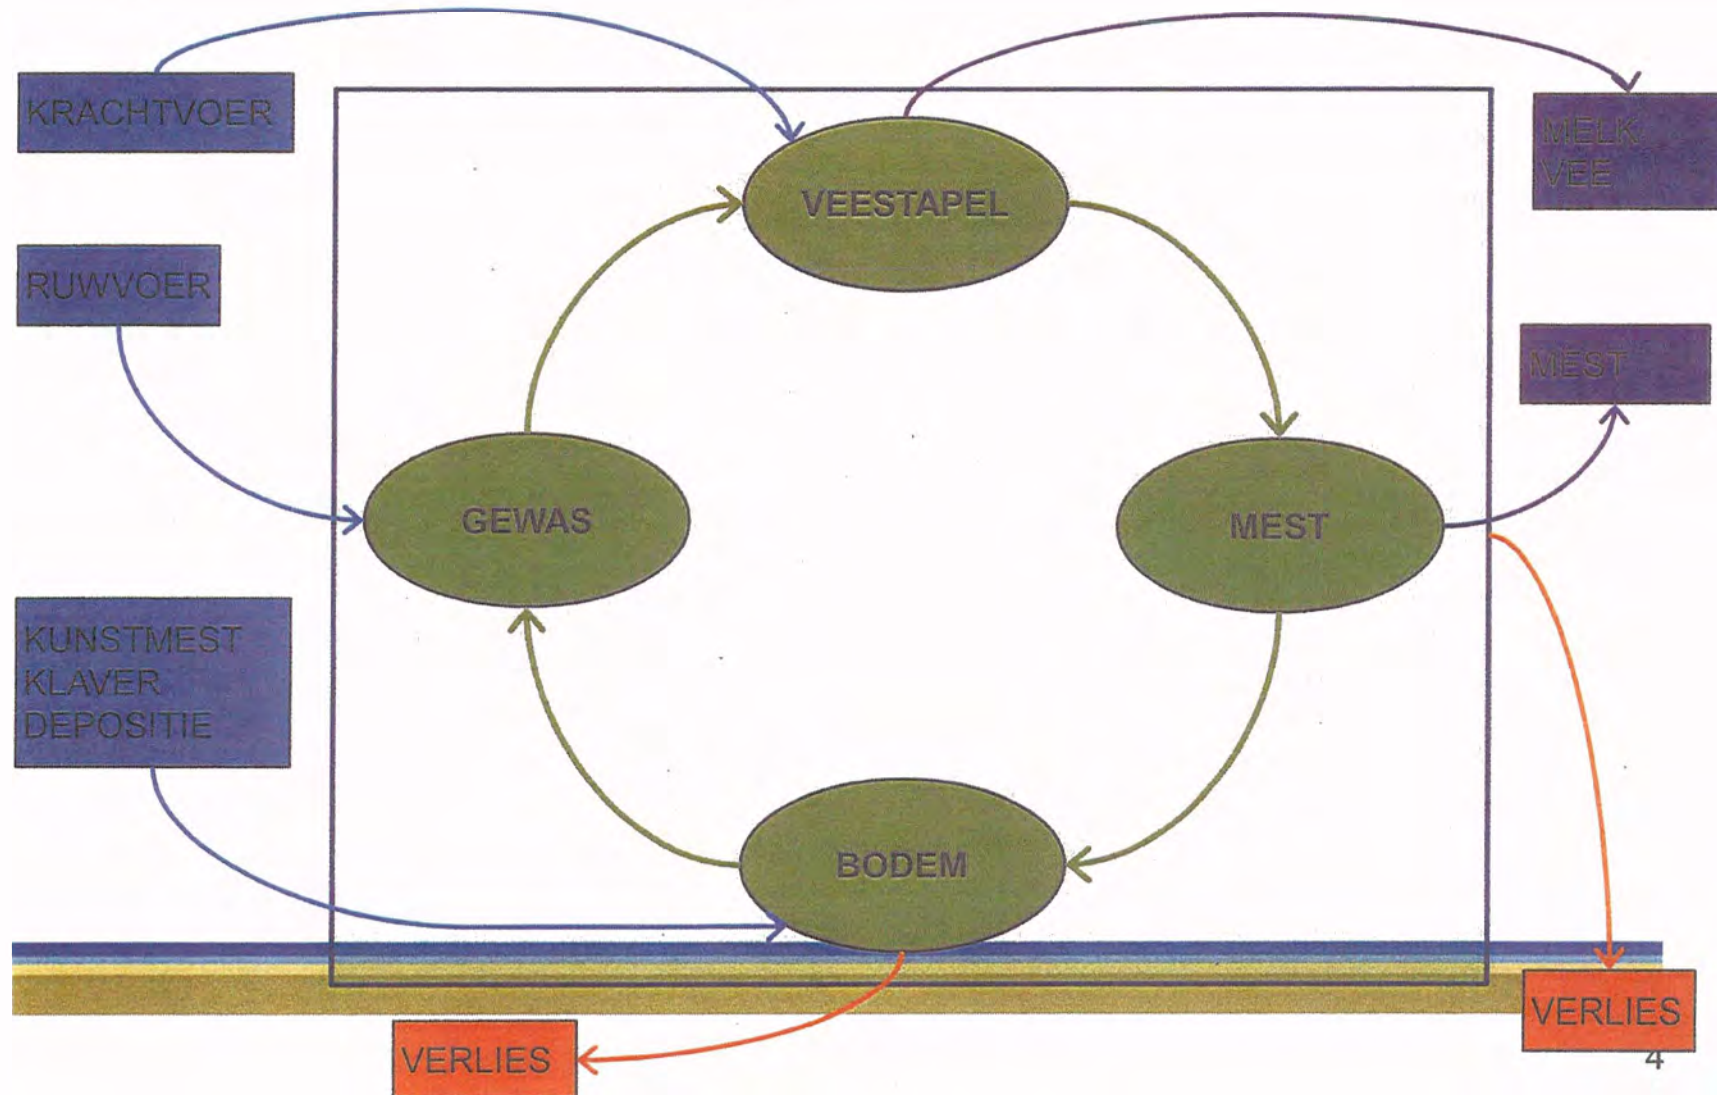 KRACHTVOER
MELK
VEE
VEESTAPEL
RUWVOER
MEST
GEWAS
MEST
KUNSTMEST
KLAVER
DEPOSITIE
BODEM
VERLIES
VERLIES
4